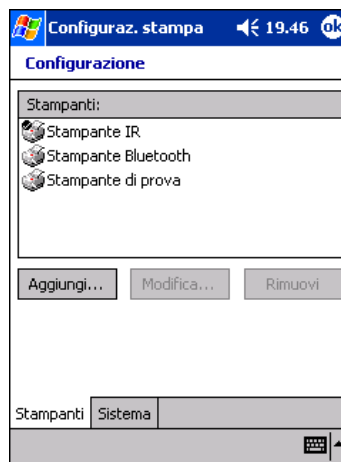 Configuraz. stampa 19.46 ok
Configurazione
Stampanti:
Stampante IR
Stampante Bluetooth
Stampante di prova
Aggiungi... Modifica... Rimuovi
Stampanti Sistema